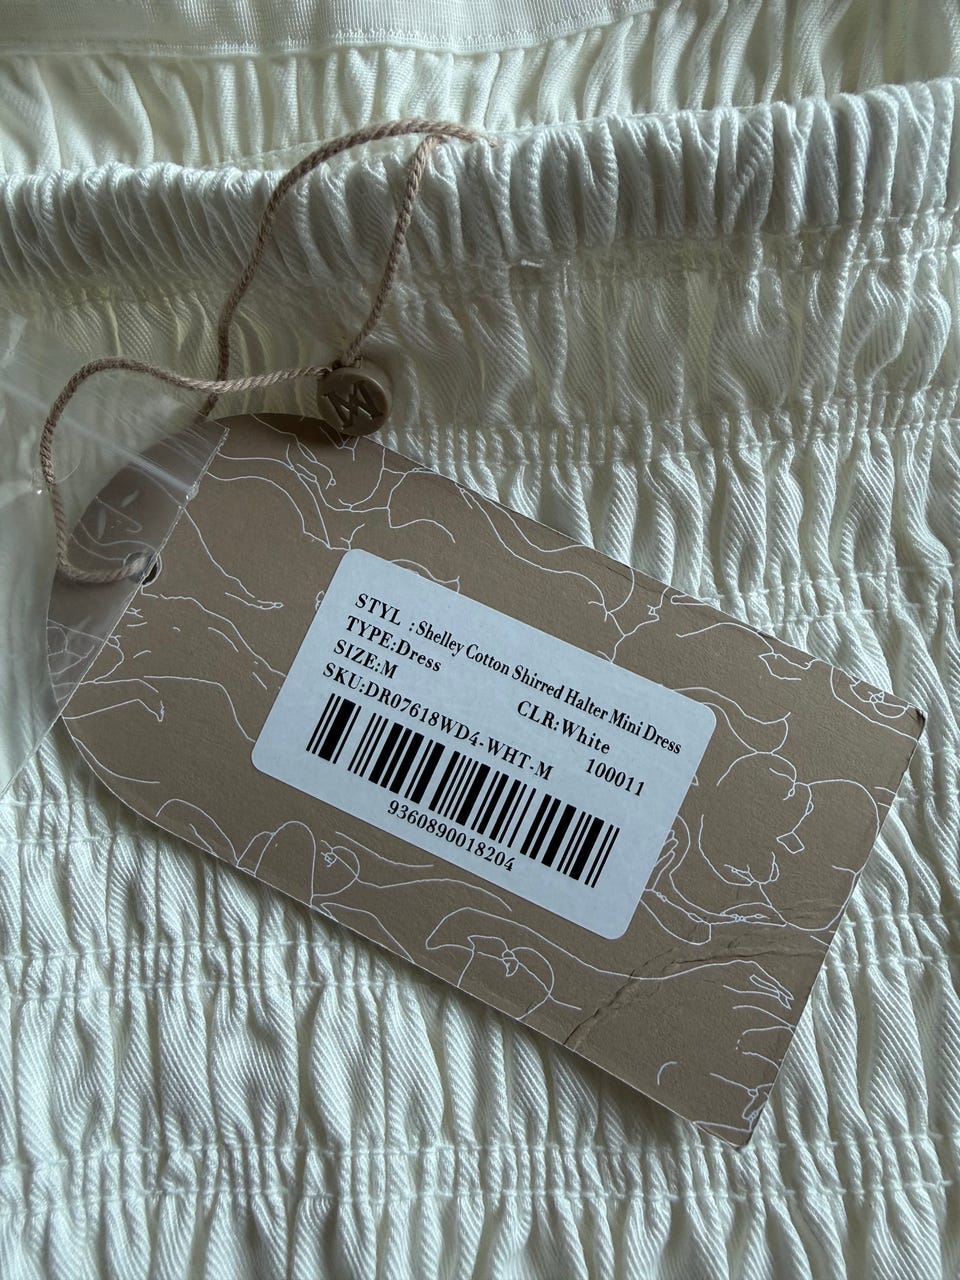 STYL : Shelley Cotton Shirred Halter Mini Dress
TYPE:Dress CLR:White
SIZE:M 100011
SKU:DR07618WD4-WHT-M
9360890018204